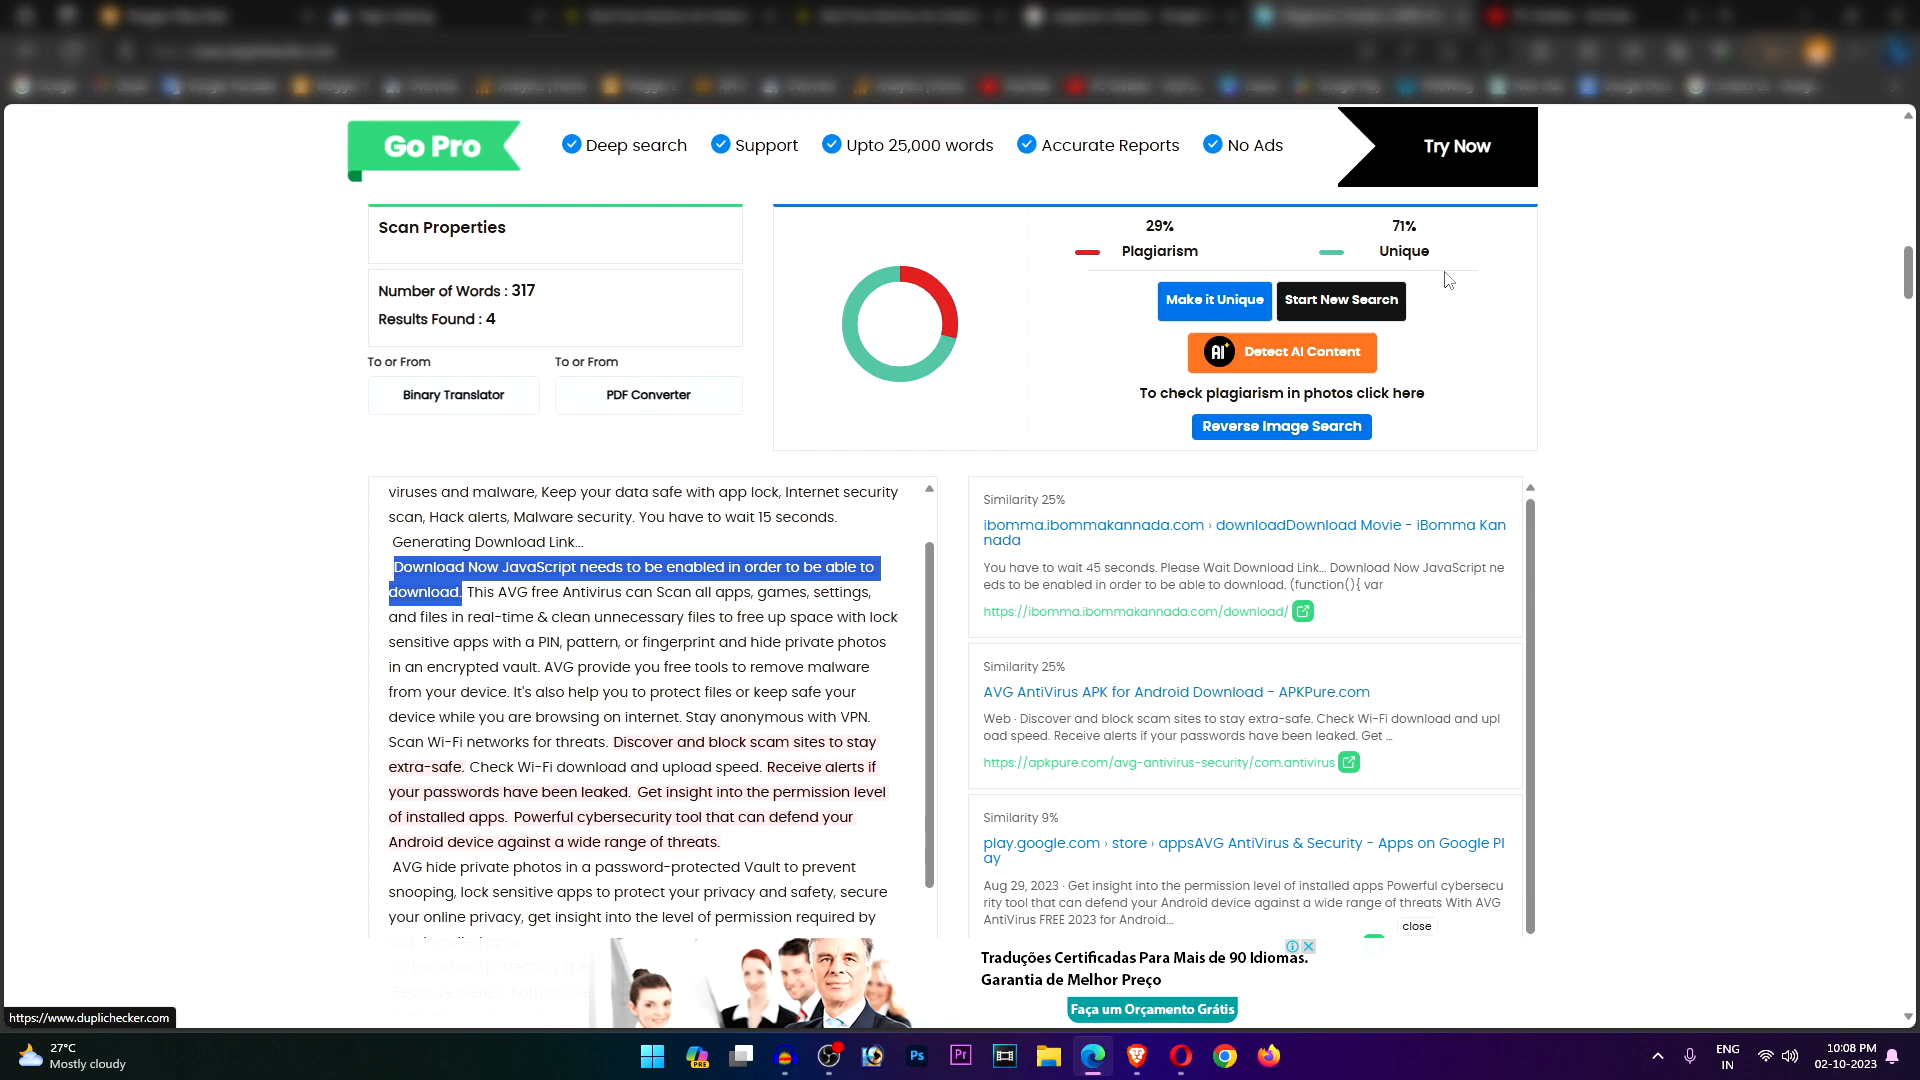 Go Pro
Deep search
Support
Upto 25,000 words
Accurate Reports
No Ads
Try Now
Scan Properties
Number of Words : 317
Results Found : 4
To or From
To or From
Binary Translator
PDF Converter
29%
Plagiarism
71%
Unique
Make it Unique
Start New Search
AI
Detect AI Content
To check plagiarism in photos click here
Reverse Image Search
viruses and malware, Keep your data safe with app lock, Internet security
scan, Hack alerts, Malware security. You have to wait 15 seconds.
Generating Download Link...
Download Now JavaScript needs to be enabled in order to be able to
download. This AVG free Antivirus can Scan all apps, games, settings,
and files in real-time & clean unnecessary files to free up space with lock
sensitive apps with a PIN, pattern, or fingerprint and hide private photos
in an encrypted vault. AVG provide you free tools to remove malware
from your device. It's also help you to protect files or keep safe your
device while you are browsing on internet. Stay anonymous with VPN.
Scan Wi-Fi networks for threats. Discover and block scam sites to stay
extra-safe. Check Wi-Fi download and upload speed. Receive alerts if
your passwords have been leaked. Get insight into the permission level
of installed apps. Powerful cybersecurity tool that can defend your
Android device against a wide range of threats.
AVG hide private photos in a password-protected Vault to prevent
snooping, lock sensitive apps to protect your privacy and safety, secure
your online privacy, get insight into the level of permission required by
Similarity 25%
ibomma.ibommakannada.com › downloadDownload Movie - iBomma Kan
nada
You have to wait 45 seconds. Please Wait Download Link... Download Now JavaScript ne
eds to be enabled in order to be able to download. (function(){ var
https://ibomma.ibommakannada.com/download/
Similarity 25%
AVG AntiVirus APK for Android Download - APKPure.com
Web · Discover and block scam sites to stay extra-safe. Check Wi-Fi download and upl
oad speed. Receive alerts if your passwords have been leaked. Get ...
https://apkpure.com/avg-antivirus-security/com.antivirus
Similarity 9%
play.google.com › store › appsAVG AntiVirus & Security - Apps on Google Pl
ay
Aug 29, 2023 · Get insight into the permission level of installed apps Powerful cybersecu
rity tool that can defend your Android device against a wide range of threats With AVG
AntiVirus FREE 2023 for Android...
close
Traduções Certificadas Para Mais de 90 Idiomas.
Garantia de Melhor Preço
Faça um Orçamento Grátis
https://www.duplichecker.com
27°C
Mostly cloudy
PRE
Ps
Pr
ENG
IN
10:08 PM
02-10-2023